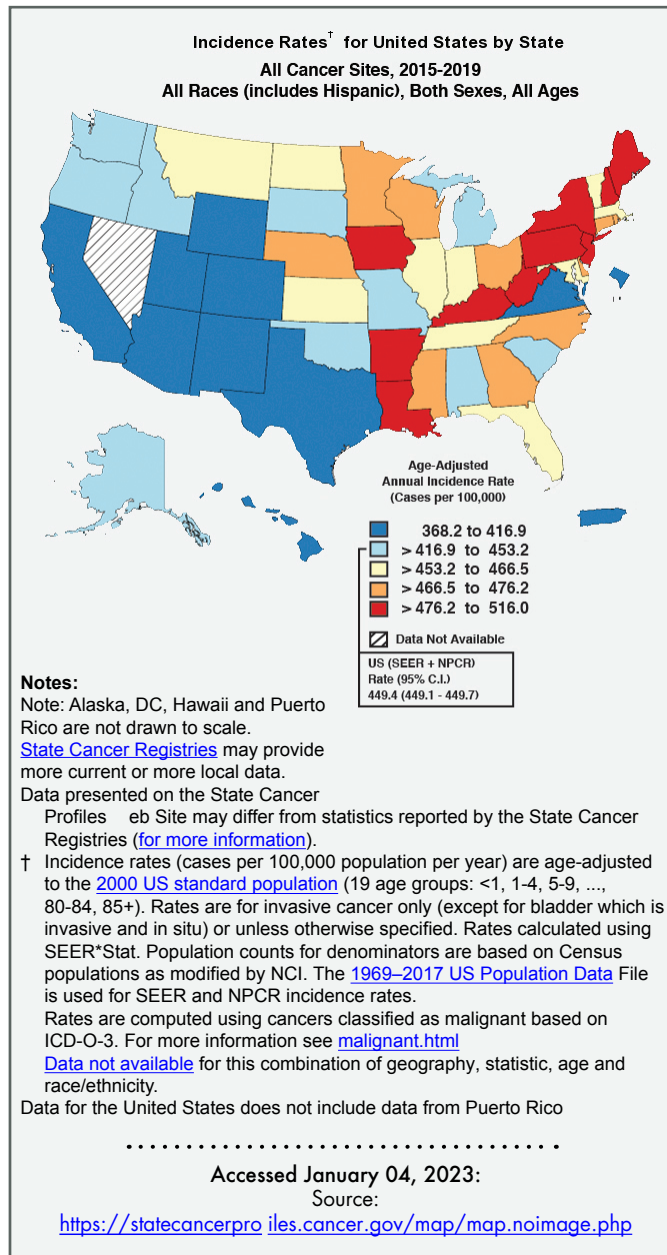 Incidence Rates† for United States by State
All Cancer Sites, 2015-2019
All Races (includes Hispanic), Both Sexes, All Ages
Age-Adjusted
Annual Incidence Rate
(Cases per 100,000)
368.2 to 416.9
> 416.9 to 453.2
> 453.2 to 466.5
> 466.5 to 476.2
> 476.2 to 516.0
Data Not Available
US (SEER + NPCR)
Rate (95% C.I.)
449.4 (449.1 - 449.7)
Notes:
Note: Alaska, DC, Hawaii and Puerto
Rico are not drawn to scale.
State Cancer Registries may provide
more current or more local data.
Data presented on the State Cancer
Profiles eb Site may differ from statistics reported by the State Cancer
Registries (for more information).
† Incidence rates (cases per 100,000 population per year) are age-adjusted
to the 2000 US standard population (19 age groups: <1, 1-4, 5-9, ...,
80-84, 85+). Rates are for invasive cancer only (except for bladder which is
invasive and in situ) or unless otherwise specified. Rates calculated using
SEER*Stat. Population counts for denominators are based on Census
populations as modified by NCI. The 1969–2017 US Population Data File
is used for SEER and NPCR incidence rates.
Rates are computed using cancers classified as malignant based on
ICD-O-3. For more information see malignant.html
Data not available for this combination of geography, statistic, age and
race/ethnicity.
Data for the United States does not include data from Puerto Rico
Accessed January 04, 2023:
Source:
https://statecancerpro iles.cancer.gov/map/map.noimage.php